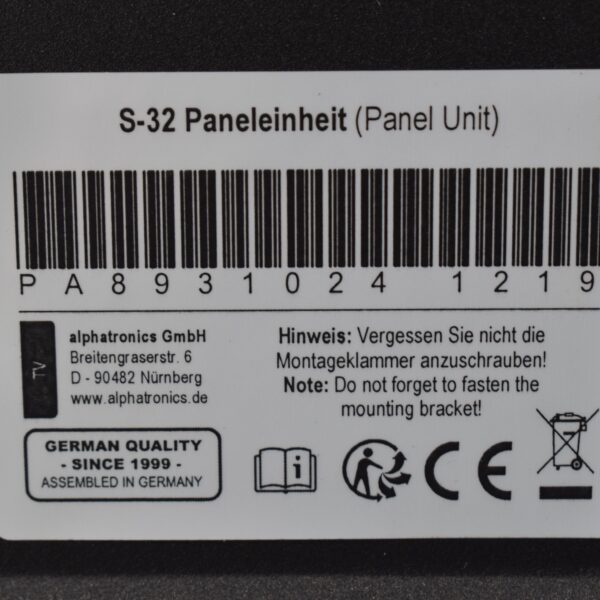 S-32 Paneleinheit (Panel Unit)
PA8931024 1219
TV
alphatronics GmbH
Breitengraserstr. 6
D - 90482 Nürnberg
www.alphatronics.de
Hinweis: Vergessen Sie nicht die
Montageklammer anzuschrauben!
Note: Do not forget to fasten the
mounting bracket!
GERMAN QUALITY
- SINCE 1999 -
ASSEMBLED IN GERMANY
i
CE